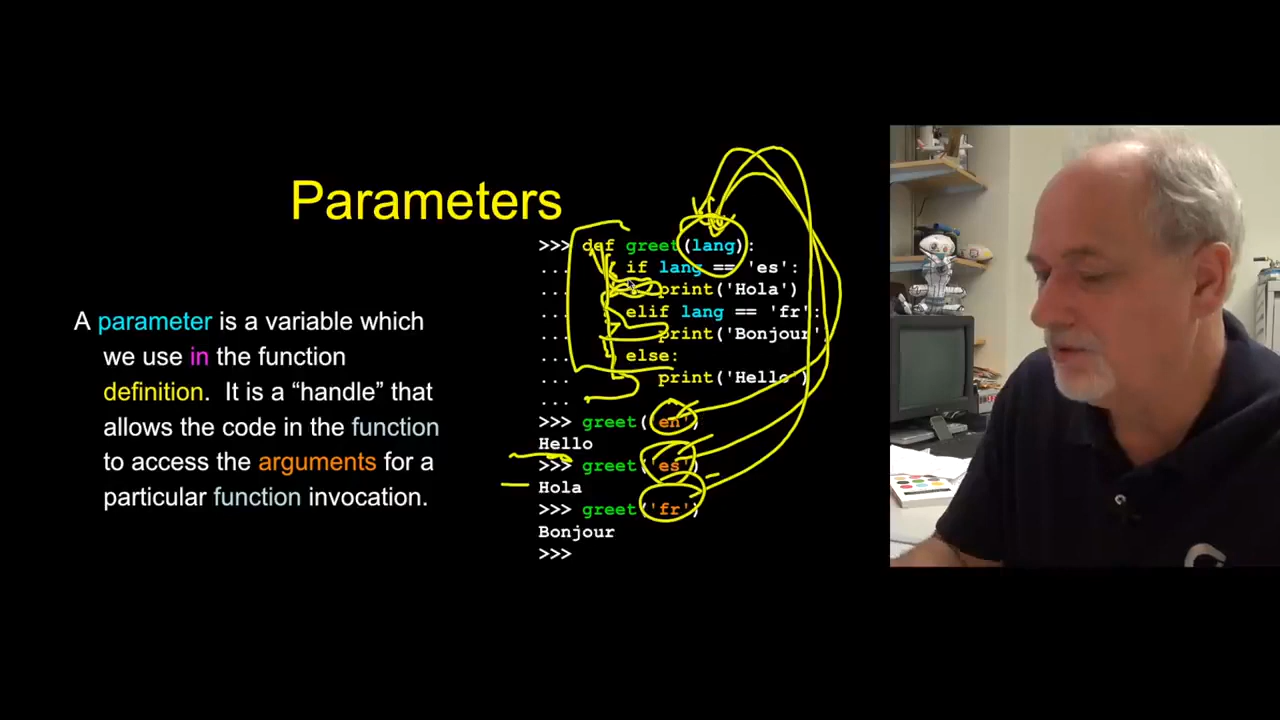 Parameters
A parameter is a variable which
we use in the function
definition. It is a “handle” that
allows the code in the function
to access the arguments for a
particular function invocation.
>>> def greet(lang):
... if lang == 'es':
... print('Hola')
... elif lang == 'fr':
... print('Bonjour'
... else:
... print('Hello')
...
>>> greet('en')
Hello
>>> greet('es')
Hola
>>> greet('fr')
Bonjour
>>>